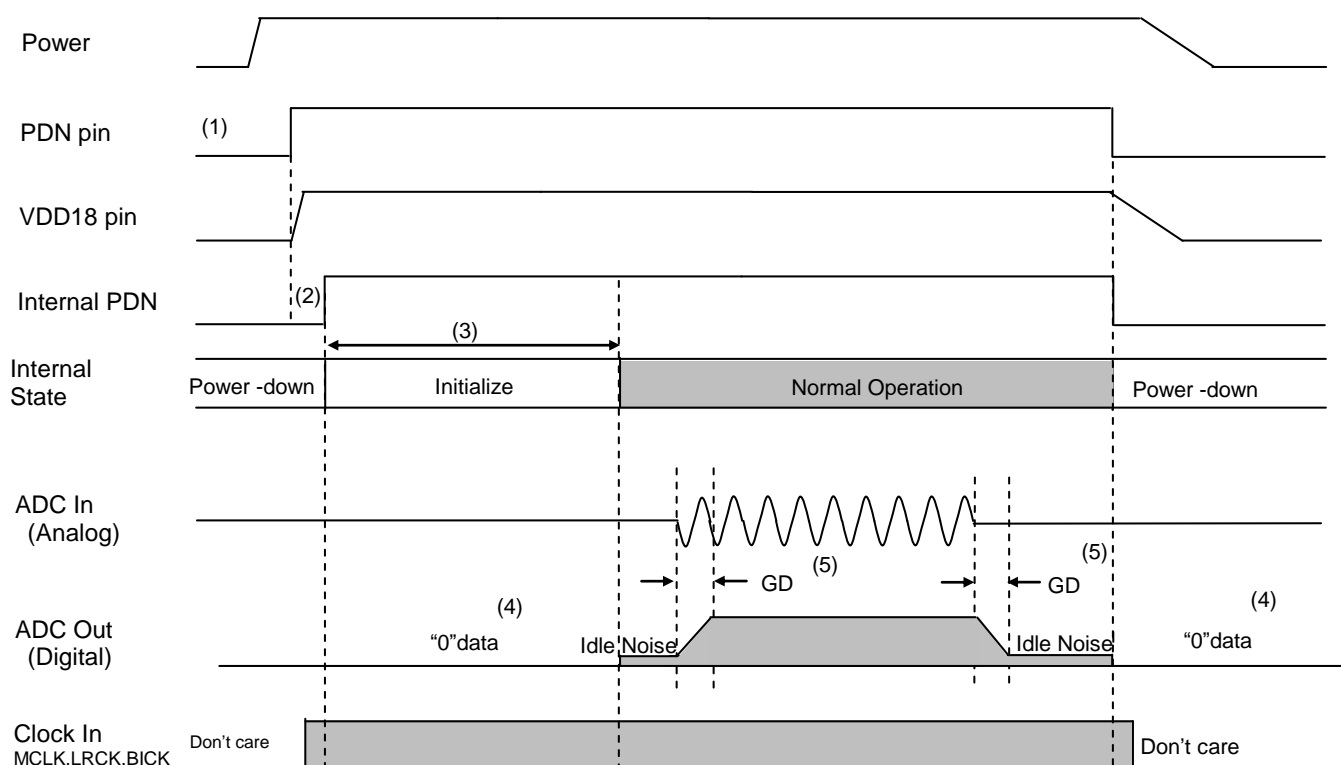 Power
PDN pin
(1)
VDD18 pin
Internal PDN
(2)
(3)
Internal
State
Power -down
Initialize
Normal Operation
Power -down
ADC In
(Analog)
(5)
(5)
GD
GD
ADC Out
(Digital)
(4)
“0”data
Idle Noise
Idle Noise
(4)
“0”data
Clock In
MCLK,LRCK,BICK
Don’t care
Don’t care